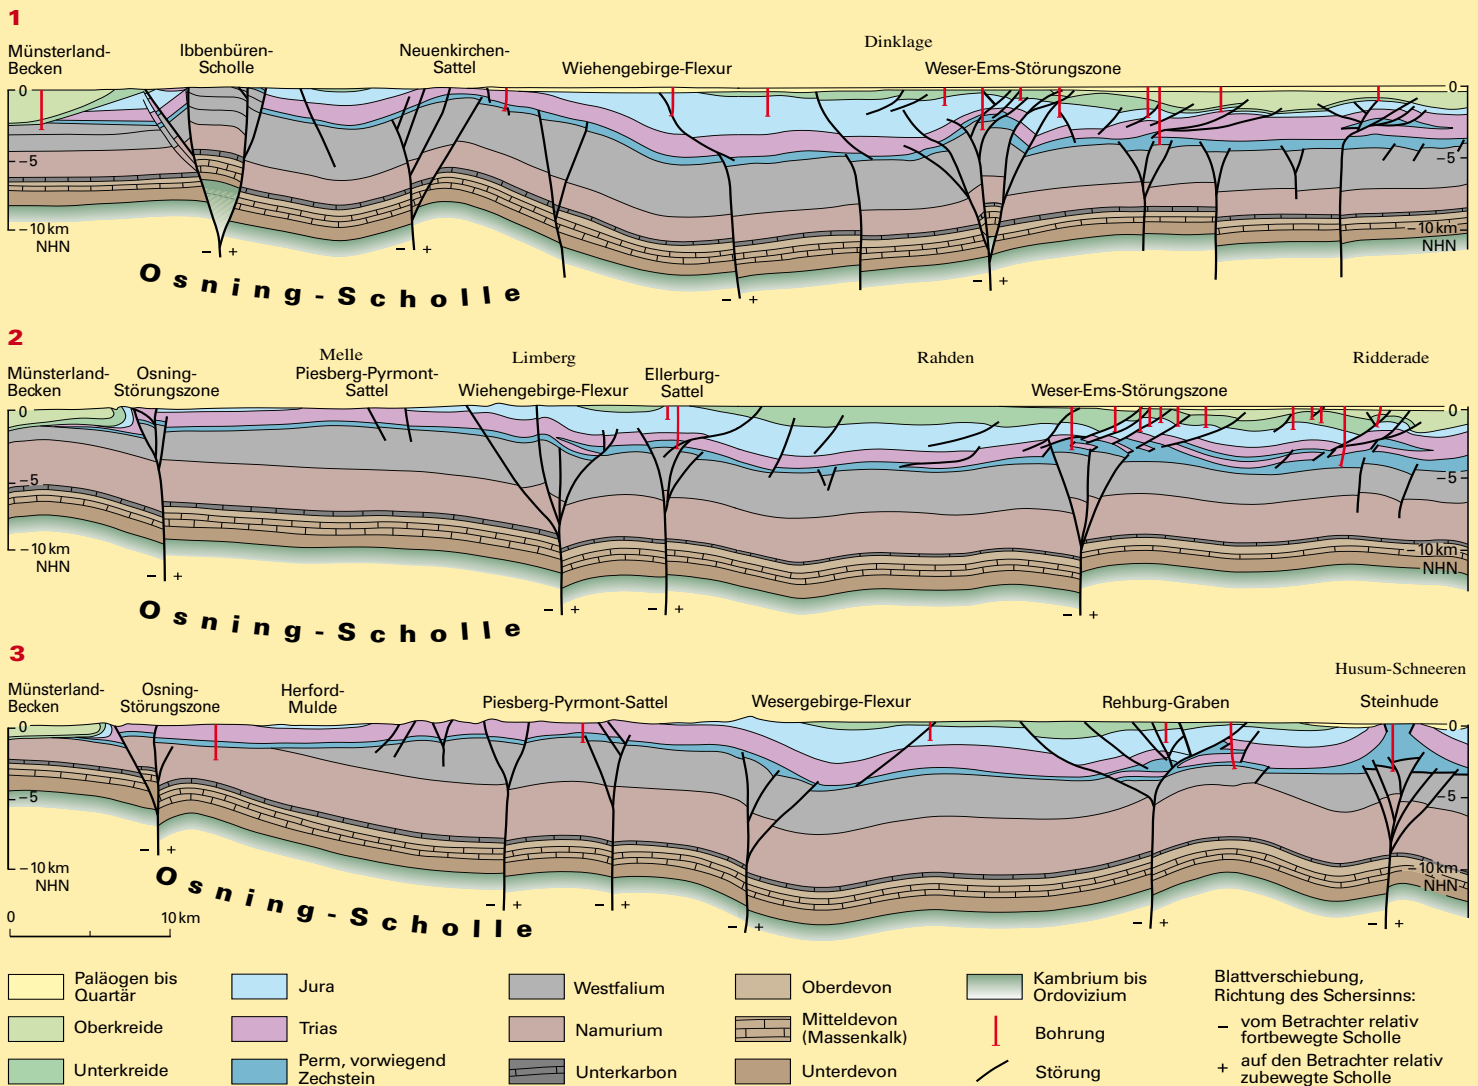 1
Münsterland-
Becken
Ibbenbüren-
Scholle
Neuenkirchen-
Sattel
Wiehengebirge-Flexur
Dinklage
Weser-Ems-Störungszone
0
−5
−10 km
NHN
0
−5
−10 km
NHN
− +
− +
− +
− +
Osning-Scholle
2
Münsterland-
Becken
Osning-
Störungszone
Melle
Piesberg-Pyrmont-
Sattel
Limberg
Wiehengebirge-Flexur
Ellerburg-
Sattel
Rahden
Weser-Ems-Störungszone
Ridderade
0
−5
−10 km
NHN
0
−5
−10 km
NHN
− +
− +
− +
− +
Osning-Scholle
3
Münsterland-
Becken
Osning-
Störungszone
Herford-
Mulde
Piesberg-Pyrmont-Sattel
Wesergebirge-Flexur
Rehburg-Graben
Husum-Schneeren
Steinhude
0
−5
−10 km
NHN
0
−5
−10 km
NHN
− +
− +
− +
− +
− +
− +
Osning-Scholle
0 10 km
Paläogen bis
Quartär
Oberkreide
Unterkreide
Jura
Trias
Perm, vorwiegend
Zechstein
Westfalium
Namurium
Unterkarbon
Oberdevon
Mitteldevon
(Massenkalk)
Unterdevon
Kambrium bis
Ordovizium
Bohrung
Störung
Blattverschiebung,
Richtung des Schersinns:
− vom Betrachter relativ
fortbewegte Scholle
+ auf den Betrachter relativ
zubewegte Scholle